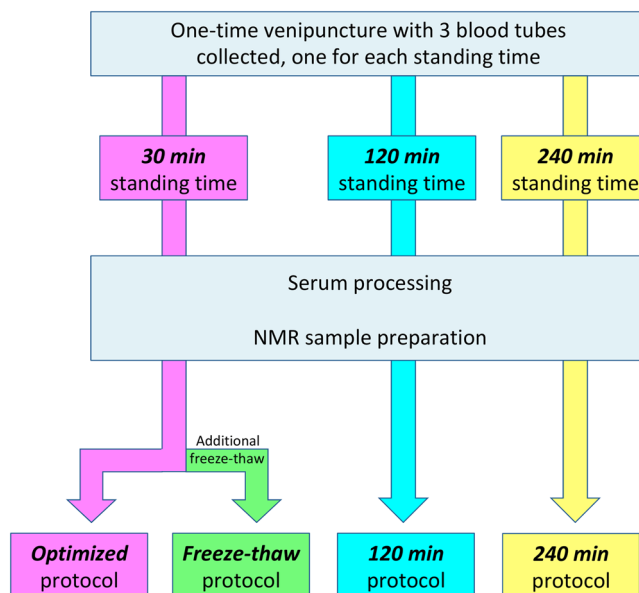 One-time venipuncture with 3 blood tubes
collected, one for each standing time
30 min
standing time
120 min
standing time
240 min
standing time
Serum processing
NMR sample preparation
Additional
freeze-thaw
Optimized
protocol
Freeze-thaw
protocol
120 min
protocol
240 min
protocol